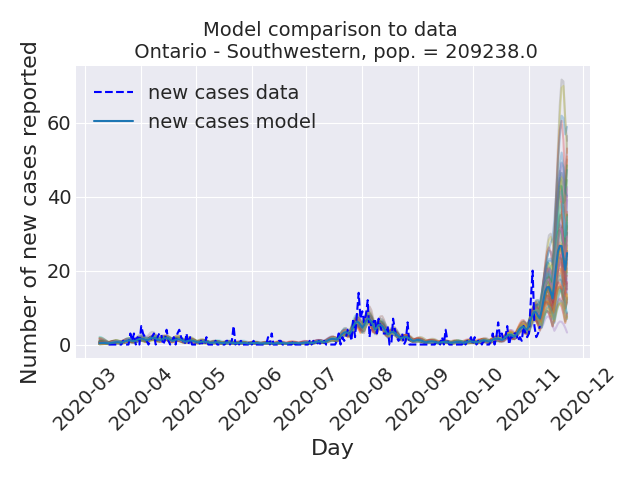 Model comparison to data
Ontario - Southwestern, pop. = 209238.0
Number of new cases reported
60
40
20
0
new cases data
new cases model
2020-03
2020-04
2020-05
2020-06
2020-07
2020-08
2020-09
2020-10
2020-11
2020-12
Day